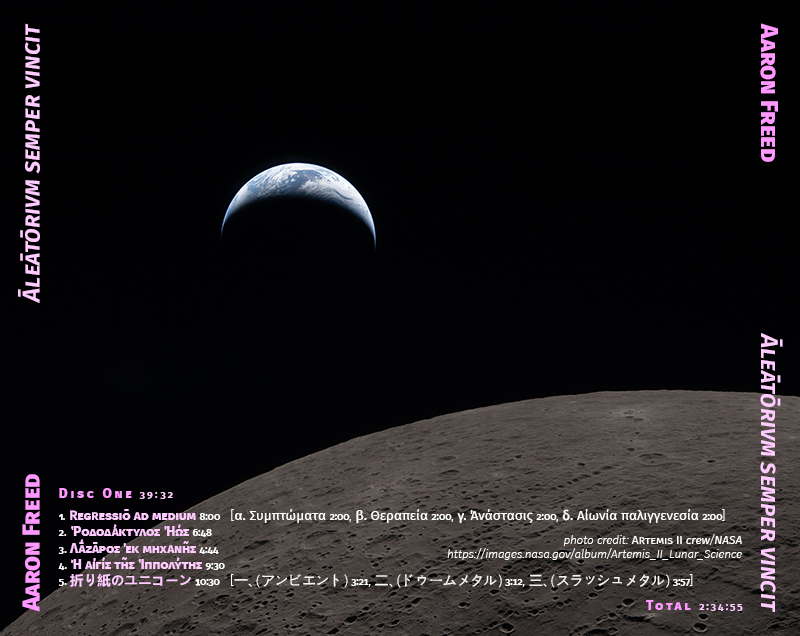 ĀLEĀTŌRIVM SEMPER VINCIT
AARON FREED
AARON FREED
ĀLEĀTŌRIVM SEMPER VINCIT
DISC ONE 39:32
1. REGRESSIŌ AD MEDIUM 8:00 [α. Συμπτώματα 2:00, β. Θεραπεία 2:00, γ. Ἀνάστασις 2:00, δ. Αἰωνία παλιγγενεσία 2:00]
2. Ῥοδοδάκτυλος Ἠώς 6:48
3. Λᾱ́ζᾱρος ἐκ μηχανῆς 4:44
4. Ἡ αἰγίς τῆς Ἱππολύτης 9:30
5. 折り紙のユニコーン 10:30 [一、(アンビエント) 3:21, 二、(ドゥームメタル) 3:12, 三、(スラッシュメタル) 3:57]
photo credit: ARTEMIS II crew/NASA
https://images.nasa.gov/album/Artemis_II_Lunar_Science
TOTAL 2:34:55